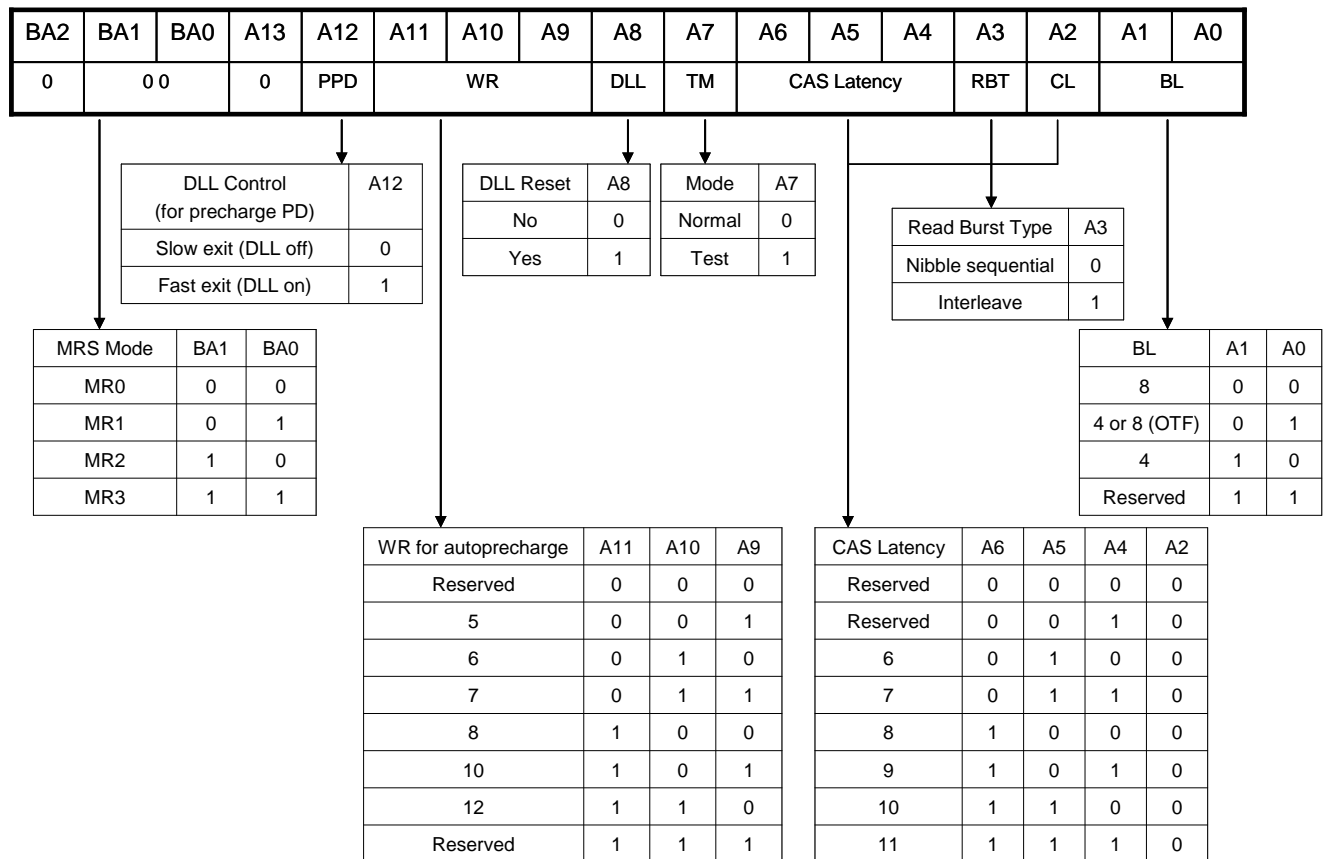 BA2 BA1 BA0 A13 A12 A11 A10 A9 A8 A7 A6 A5 A4 A3 A2 A1 A0
0 0 0 0 PPD WR DLL TM CAS Latency RBT CL BL
DLL Control (for precharge PD) A12
Slow exit (DLL off) 0
Fast exit (DLL on) 1
DLL Reset A8
No 0
Yes 1
Mode A7
Normal 0
Test 1
Read Burst Type A3
Nibble sequential 0
Interleave 1
MRS Mode BA1 BA0
MR0 0 0
MR1 0 1
MR2 1 0
MR3 1 1
BL A1 A0
8 0 0
4 or 8 (OTF) 0 1
4 1 0
Reserved 1 1
WR for autoprecharge A11 A10 A9
Reserved 0 0 0
5 0 0 1
6 0 1 0
7 0 1 1
8 1 0 0
10 1 0 1
12 1 1 0
Reserved 1 1 1
CAS Latency A6 A5 A4 A2
Reserved 0 0 0 0
Reserved 0 0 1 0
6 0 1 0 0
7 0 1 1 0
8 1 0 0 0
9 1 0 1 0
10 1 1 0 0
11 1 1 1 0